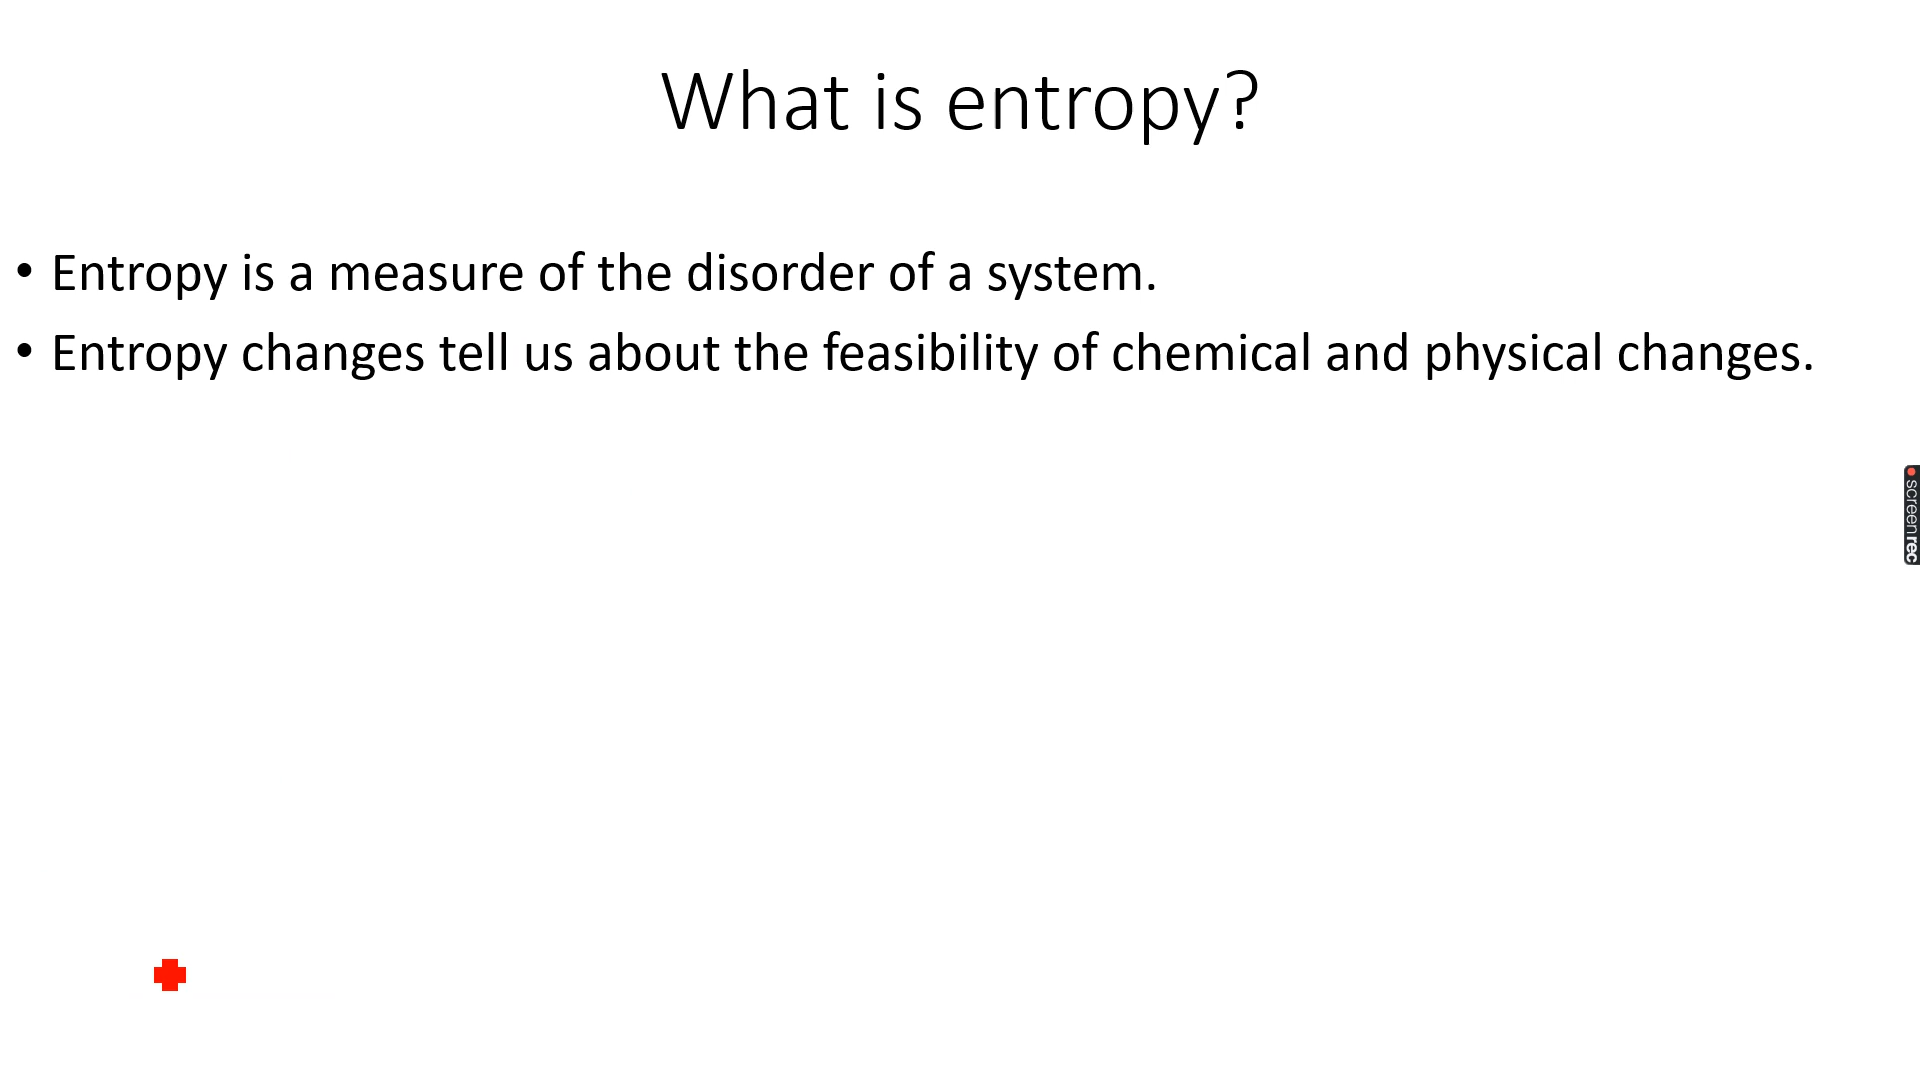 What is entropy?
• Entropy is a measure of the disorder of a system.
• Entropy changes tell us about the feasibility of chemical and physical changes.
screenrec